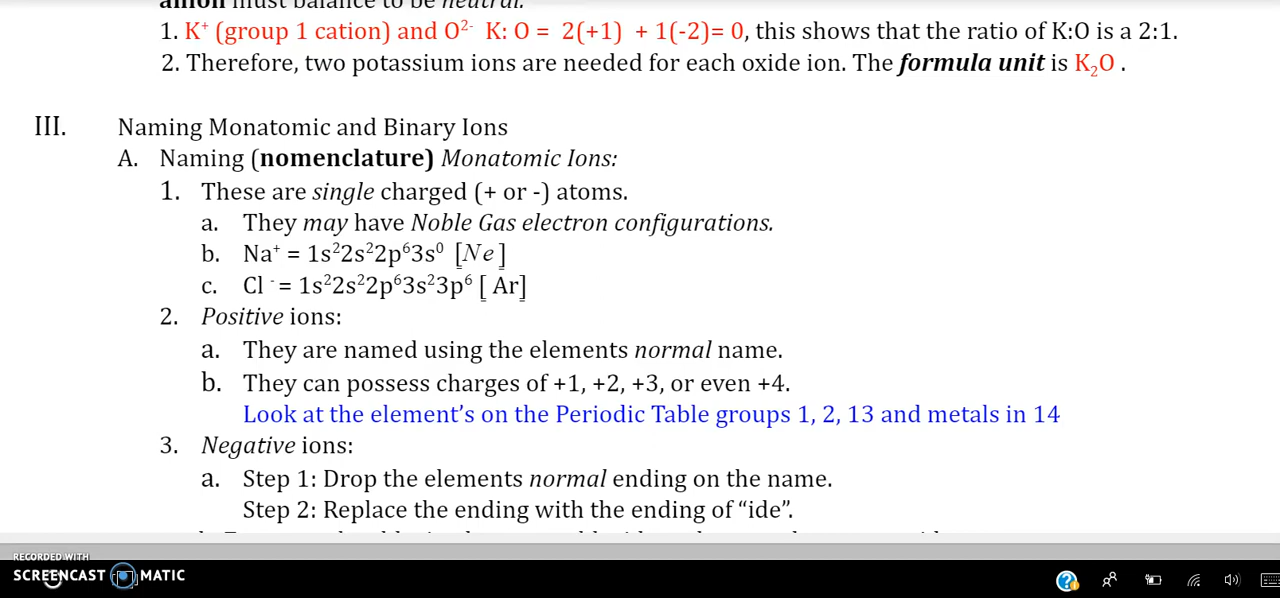 anion must balance to be neutral.
1. K⁺ (group 1 cation) and O²⁻ K: O = 2(+1) + 1(-2)= 0, this shows that the ratio of K:O is a 2:1.
2. Therefore, two potassium ions are needed for each oxide ion. The formula unit is K₂O .
III. Naming Monatomic and Binary Ions
A. Naming (nomenclature) Monatomic Ions:
1. These are single charged (+ or -) atoms.
a. They may have Noble Gas electron configurations.
b. Na⁺ = 1s²2s²2p⁶3s⁰ [Ne]
c. Cl ⁻ = 1s²2s²2p⁶3s²3p⁶ [ Ar]
2. Positive ions:
a. They are named using the elements normal name.
b. They can possess charges of +1, +2, +3, or even +4.
Look at the element’s on the Periodic Table groups 1, 2, 13 and metals in 14
3. Negative ions:
a. Step 1: Drop the elements normal ending on the name.
Step 2: Replace the ending with the ending of “ide”.
RECORDED WITH
SCREENCAST MATIC